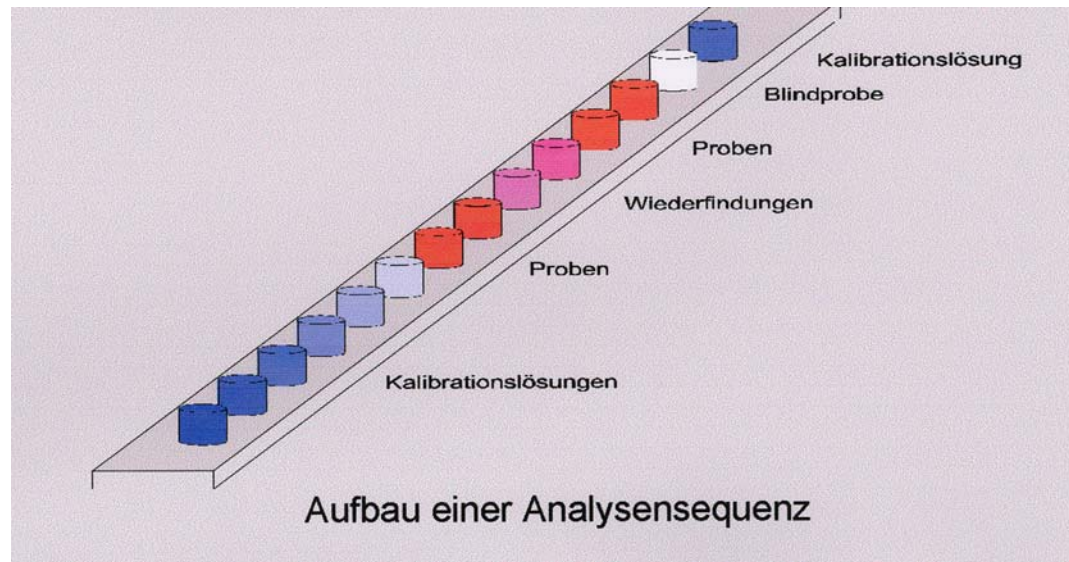 Kalibrationslösung
Blindprobe
Proben
Wiederfindungen
Proben
Kalibrationslösungen
Aufbau einer Analysensequenz